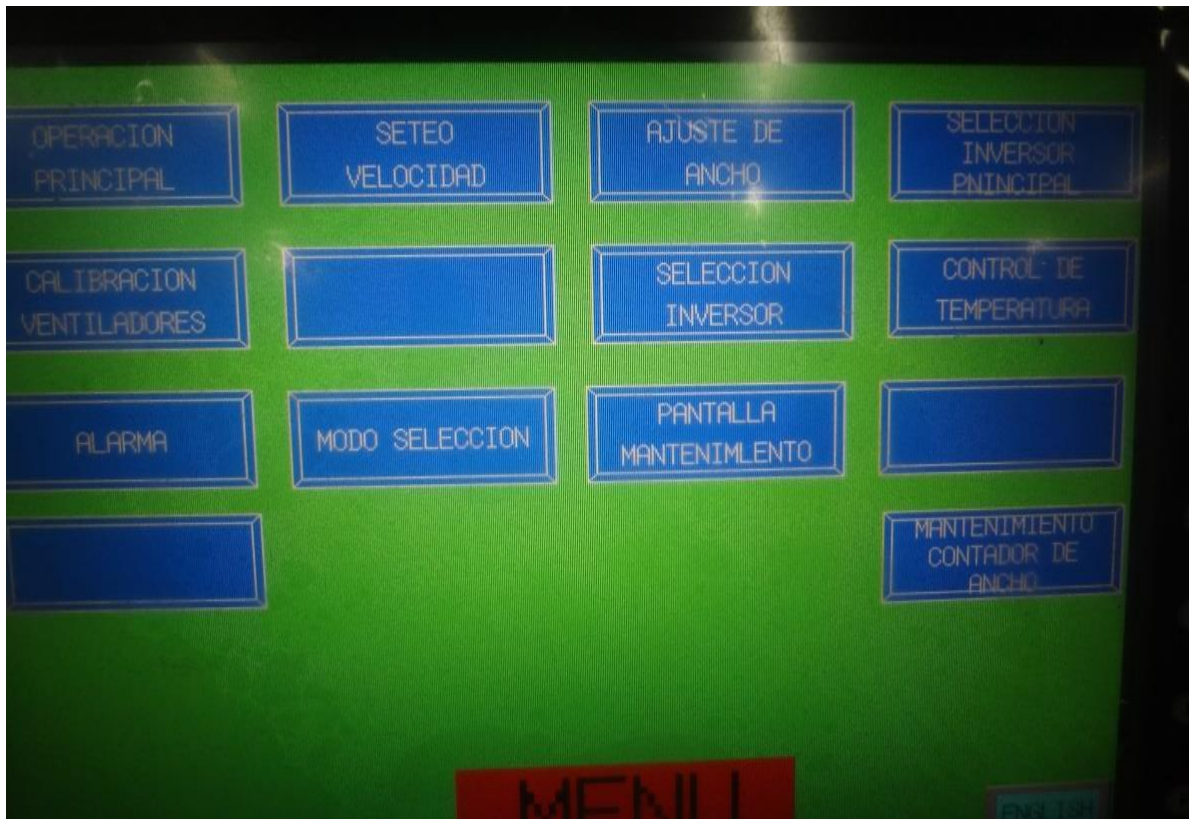 OPERACION
PRINCIPAL
SETEO
VELOCIDAD
AJUSTE DE
ANCHO
SELECCION
INVERSOR
PNINCIPAL
CALIBRACION
VENTILADORES
SELECCION
INVERSOR
CONTROL DE
TEMPERATURA
ALARMA
MODO SELECCION
PANTALLA
MANTENIMLENTO
MANTENIMIENTO
CONTADOR DE
ANCHO
MENU
ENGLISH